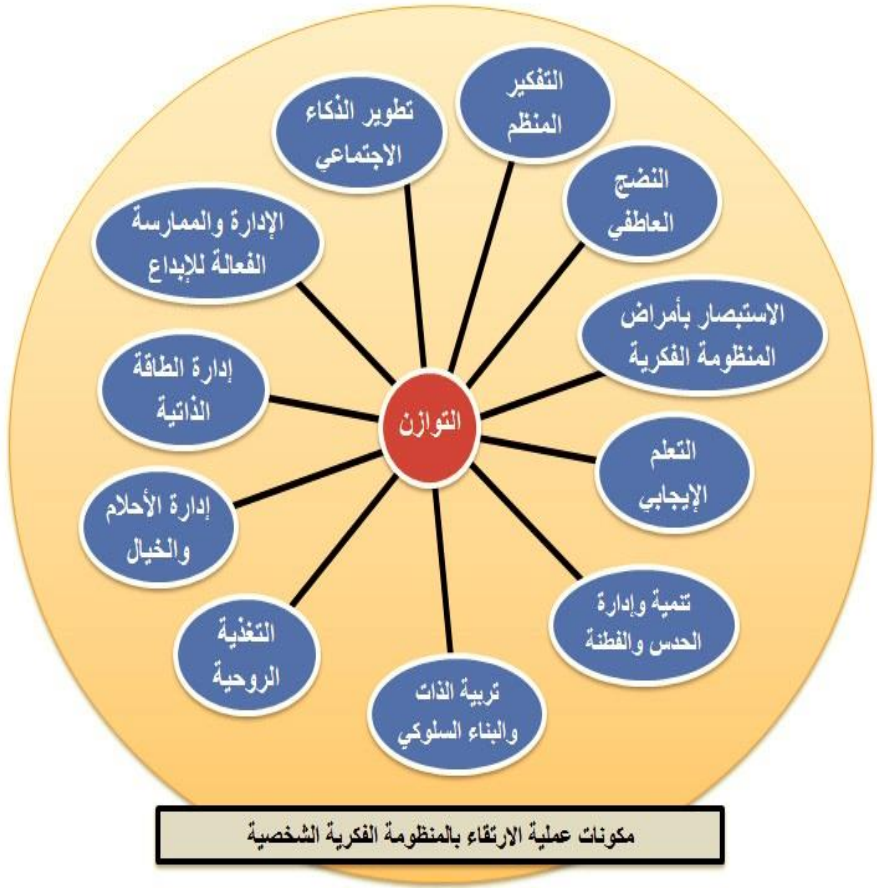 التفكير
المنظم
النضج
العاطفي
الاستبصار بأمراض
المنظومة الفكرية
التعلم
الإيجابي
تنمية وإدارة
الحدس والفطنة
تربية الذات
والبناء السلوكي
التغذية
الروحية
إدارة الأحلام
والخيال
إدارة الطاقة
الذاتية
الإدارة والممارسة
الفعالة للإبداع
تطوير الذكاء
الاجتماعي
التوازن
مكونات عملية الارتقاء بالمنظومة الفكرية الشخصية